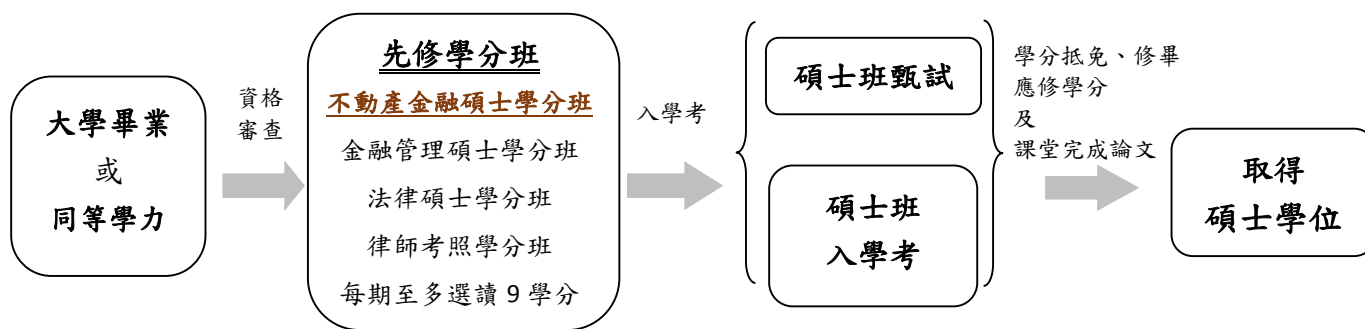 大學畢業
或
同等學力
資格
審查
先修學分班
不動產金融碩士學分班
金融管理碩士學分班
法律碩士學分班
律師考照學分班
每期至多選讀 9 學分
入學考
碩士班甄試
碩士班
入學考
學分抵免、修畢
應修學分
及
課堂完成論文
取得
碩士學位